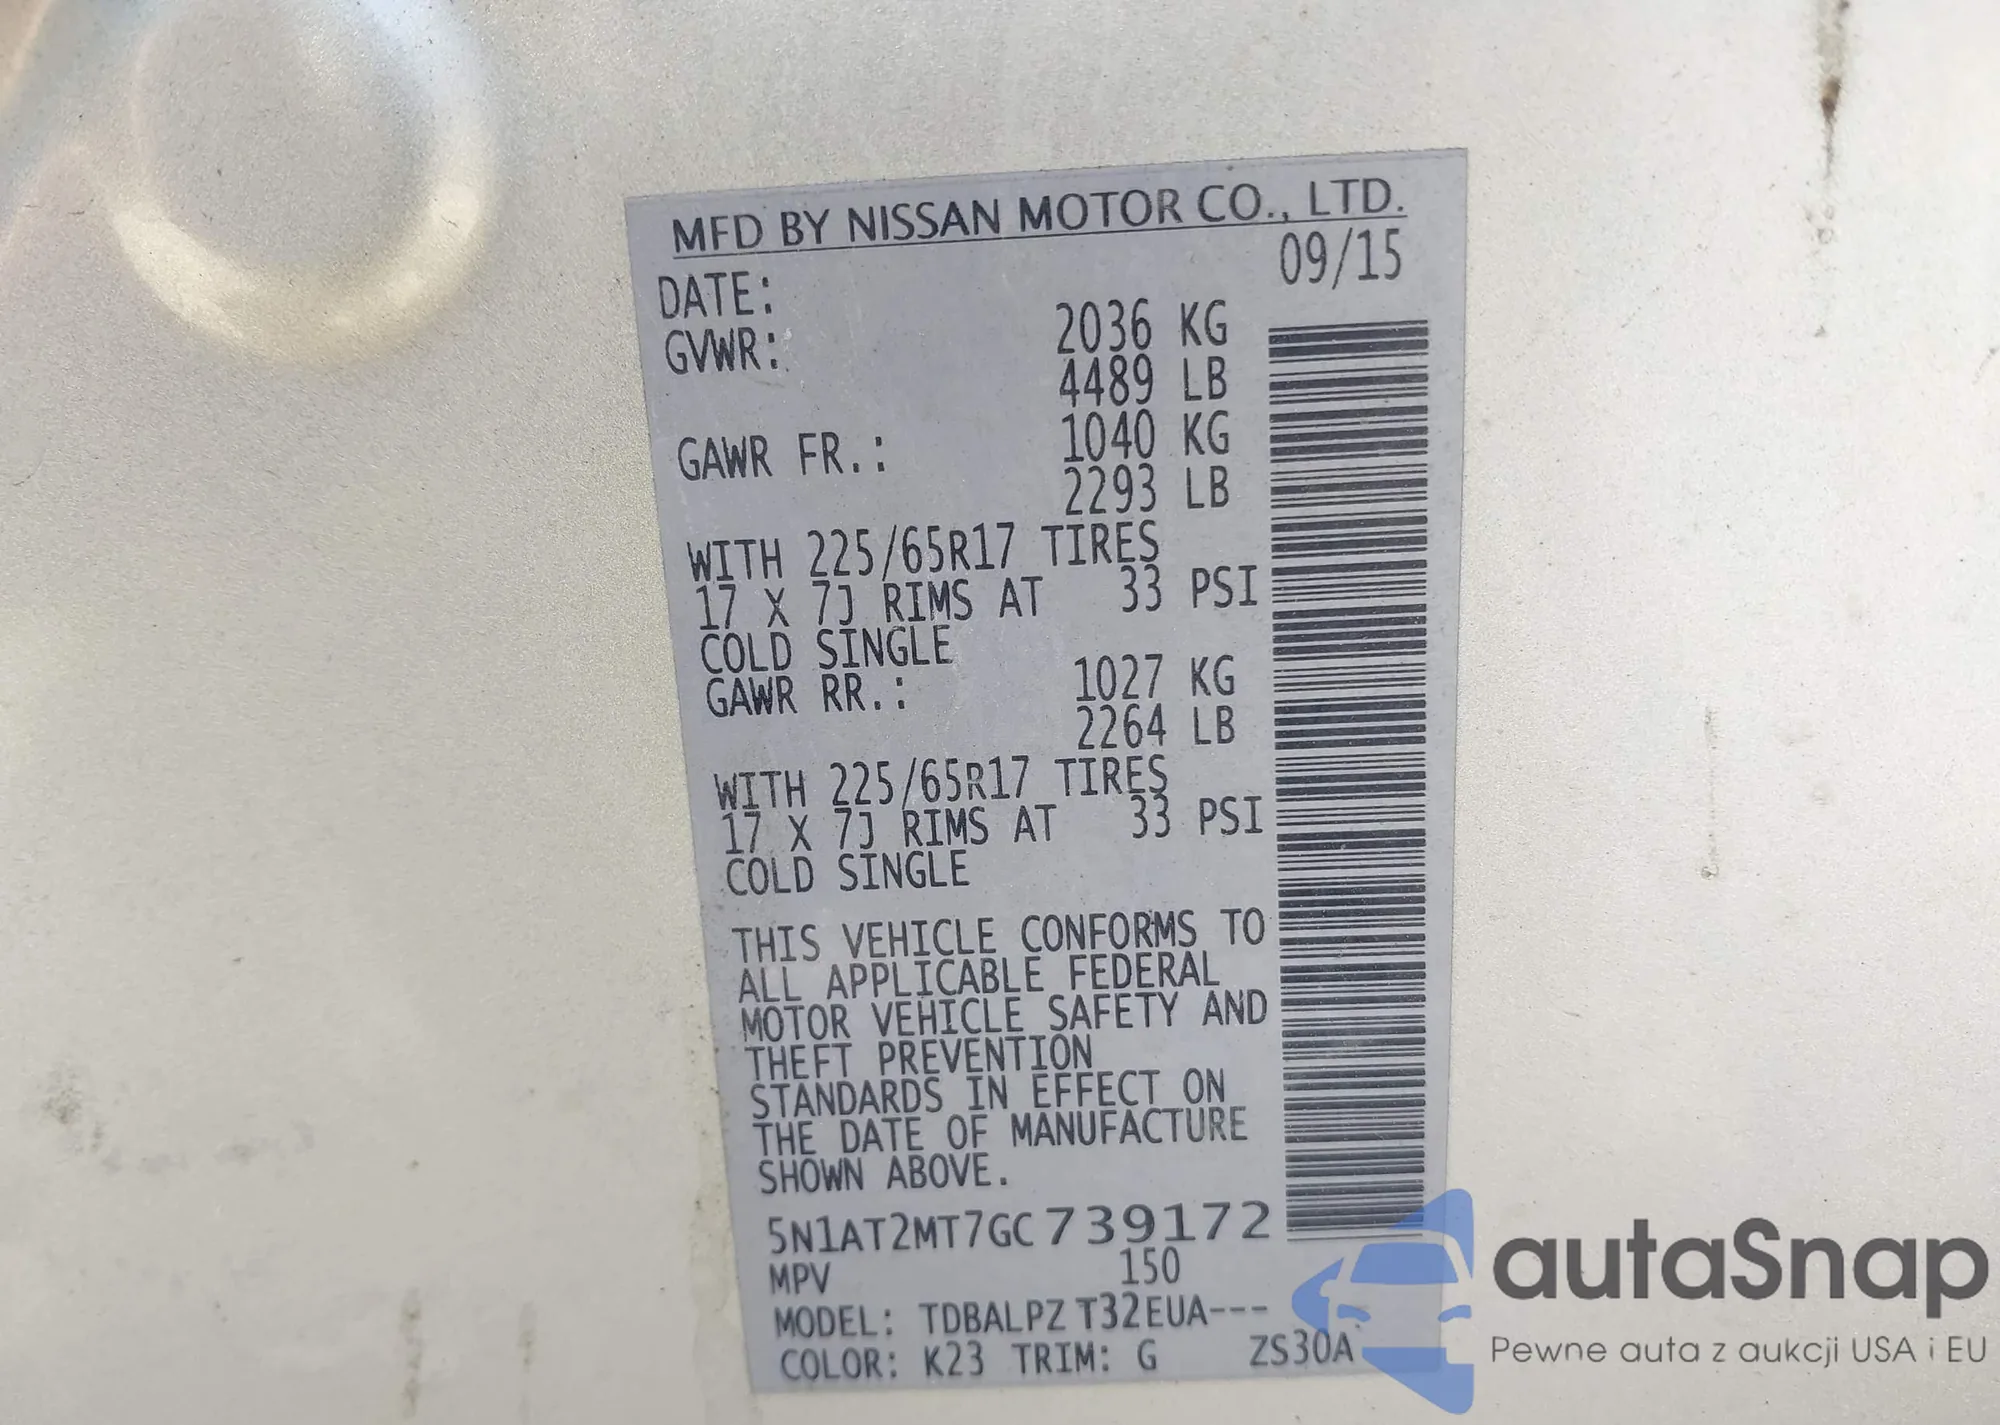 MFD BY NISSAN MOTOR CO., LTD.
DATE: 09/15
GVWR: 2036 KG
4489 LB
GAWR FR.: 1040 KG
2293 LB
WITH 225/65R17 TIRES
17 X 7J RIMS AT 33 PSI
COLD SINGLE
GAWR RR.: 1027 KG
2264 LB
WITH 225/65R17 TIRES
17 X 7J RIMS AT 33 PSI
COLD SINGLE
THIS VEHICLE CONFORMS TO
ALL APPLICABLE FEDERAL
MOTOR VEHICLE SAFETY AND
THEFT PREVENTION
STANDARDS IN EFFECT ON
THE DATE OF MANUFACTURE
SHOWN ABOVE.
5N1AT2MT7GC739172
MPV 150
MODEL: TDBALPZ T32EUA---
COLOR: K23 TRIM: G ZS30A
autaSnap
Pewne auta z aukcji USA i EU